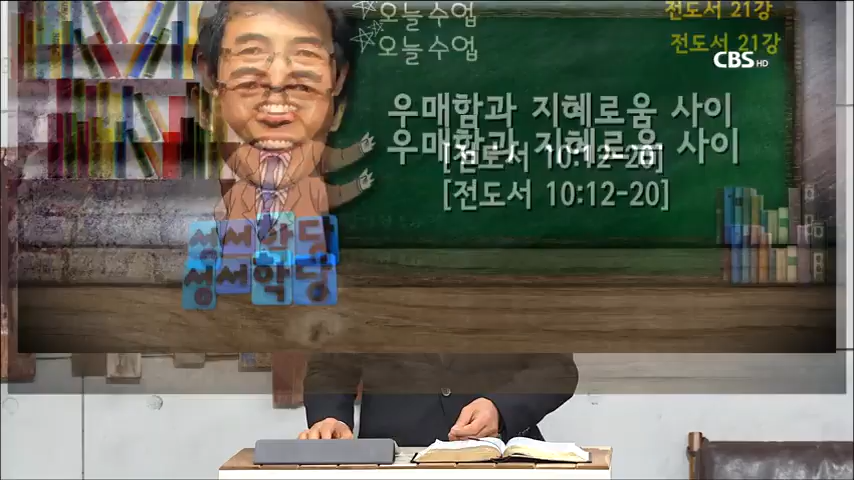 오늘 수업
전도서 21강
오늘 수업
전도서 21강
CBS HD
우매함과 지혜로움 사이
우매함과 지혜로움 사이
[전도서 10:12-20]
[전도서 10:12-20]
성서학당
성서학당